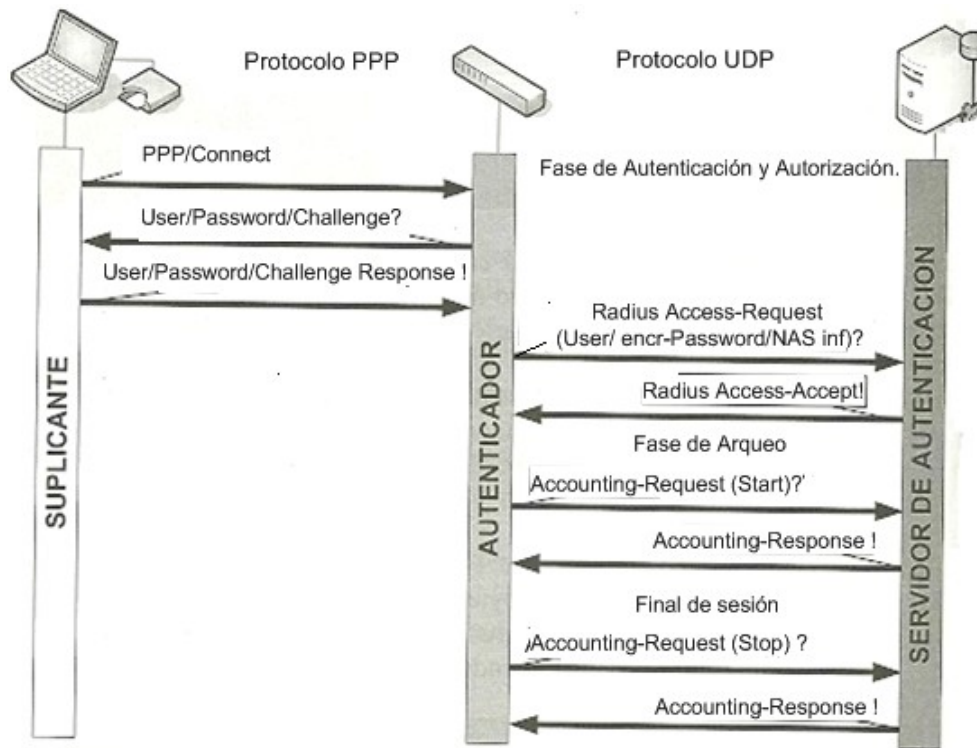 Protocolo PPP
Protocolo UDP
PPP/Connect
Fase de Autenticación y Autorización.
User/Password/Challenge?
User/Password/Challenge Response !
Radius Access-Request
(User/ encr-Password/NAS inf)?
Radius Access-Accept!
Fase de Arqueo
Accounting-Request (Start)?'
Accounting-Response !
Final de sesión
Accounting-Request (Stop) ?
Accounting-Response !
SUPLICANTE
AUTENTICADOR
SERVIDOR DE AUTENTICACION